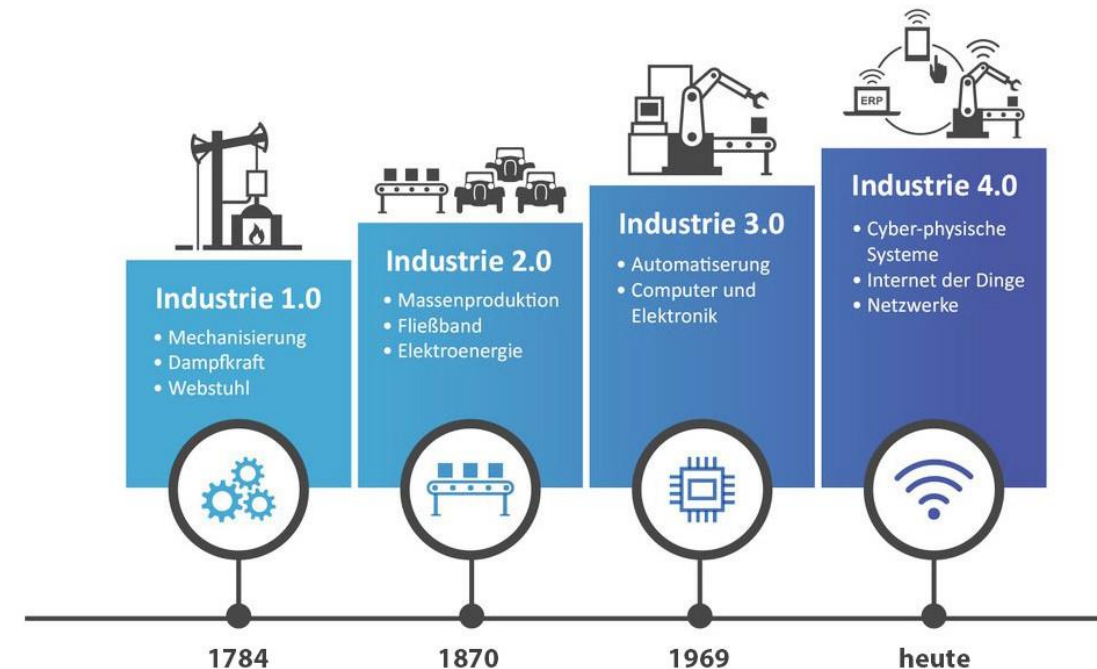 ERP
Industrie 1.0
• Mechanisierung
• Dampfkraft
• Webstuhl
Industrie 2.0
• Massenproduktion
• Fließband
• Elektroenergie
Industrie 3.0
• Automatiserung
• Computer und
Elektronik
Industrie 4.0
• Cyber-physische
Systeme
• Internet der Dinge
• Netzwerke
1784
1870
1969
heute